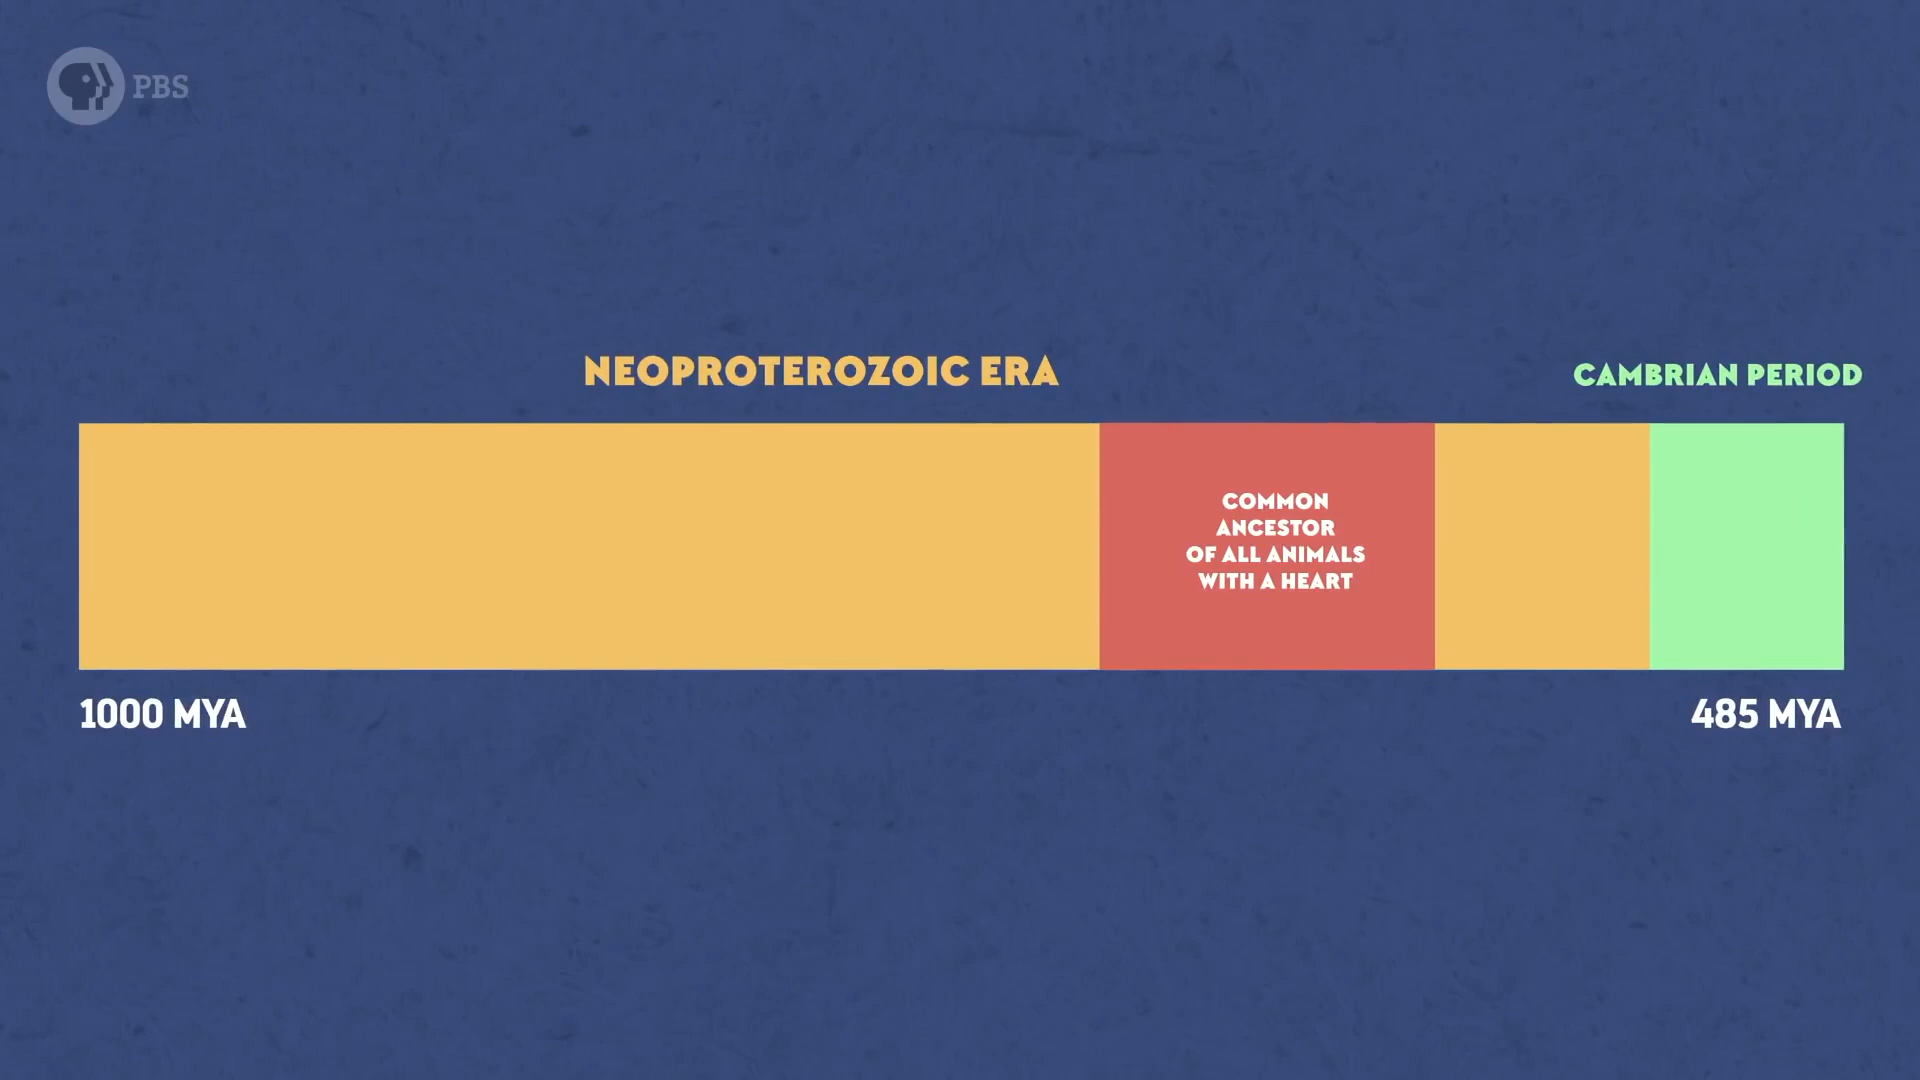 PBS
NEOPROTEROZOIC ERA
CAMBRIAN PERIOD
COMMON
ANCESTOR
OF ALL ANIMALS
WITH A HEART
1000 MYA
485 MYA